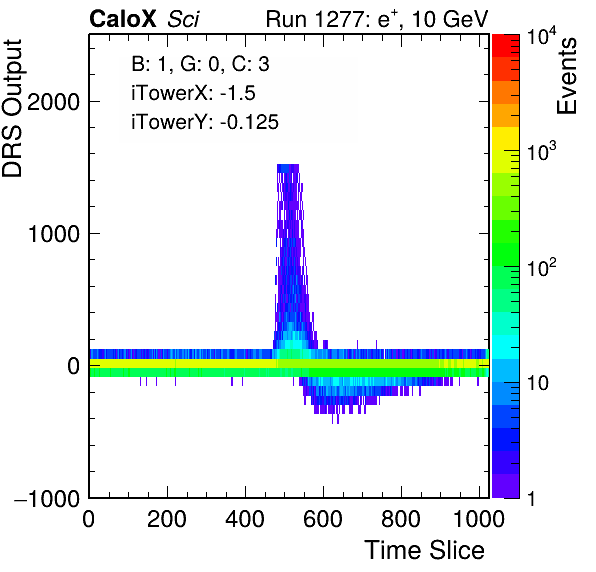 CaloX Sci Run 1277: e⁺, 10 GeV
B: 1, G: 0, C: 3
iTowerX: -1.5
iTowerY: -0.125
DRS Output
2000
1000
0
−1000
0 200 400 600 800 1000
Time Slice
Events
10⁴
10³
10²
10
1